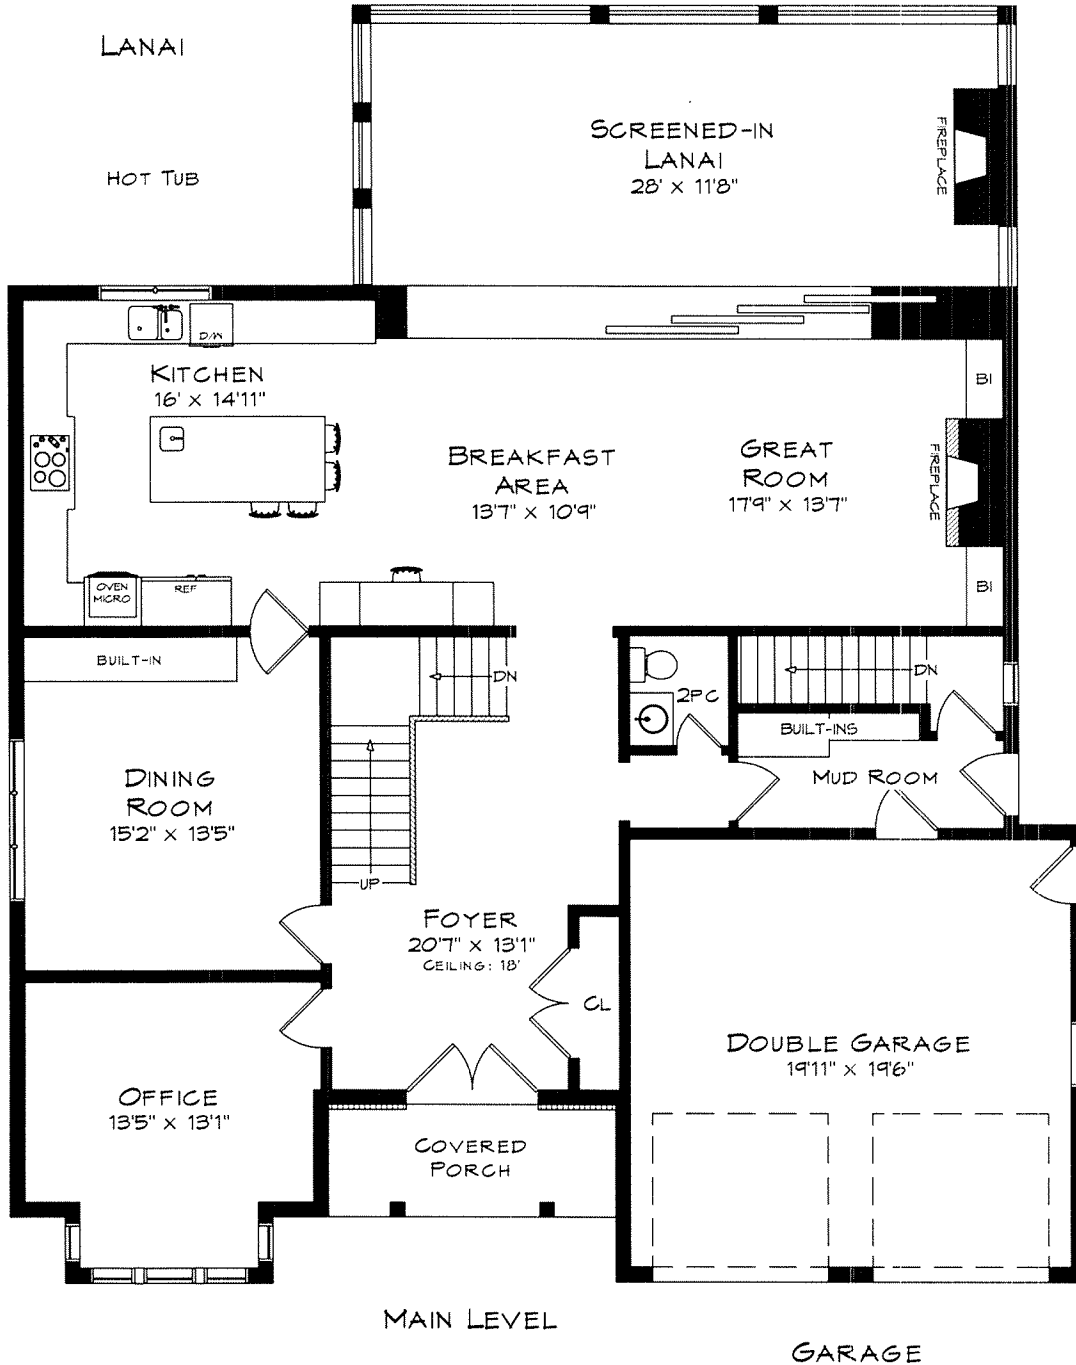 LANAI
HOT TUB
SCREENED-IN
LANAI
28' x 11'8"
FIREPLACE
D/W
KITCHEN
16' x 14'11"
BREAKFAST
AREA
13'7" x 10'9"
GREAT
ROOM
17'9" x 13'7"
BI
FIREPLACE
BI
OVEN
MICRO
REF
BUILT-IN
DN
2PC
DN
BUILT-INS
MUD ROOM
DINING
ROOM
15'2" x 13'5"
UP
FOYER
20'7" x 13'1"
CEILING: 18'
CL
DOUBLE GARAGE
19'11" x 19'6"
OFFICE
13'5" x 13'1"
COVERED
PORCH
MAIN LEVEL
GARAGE